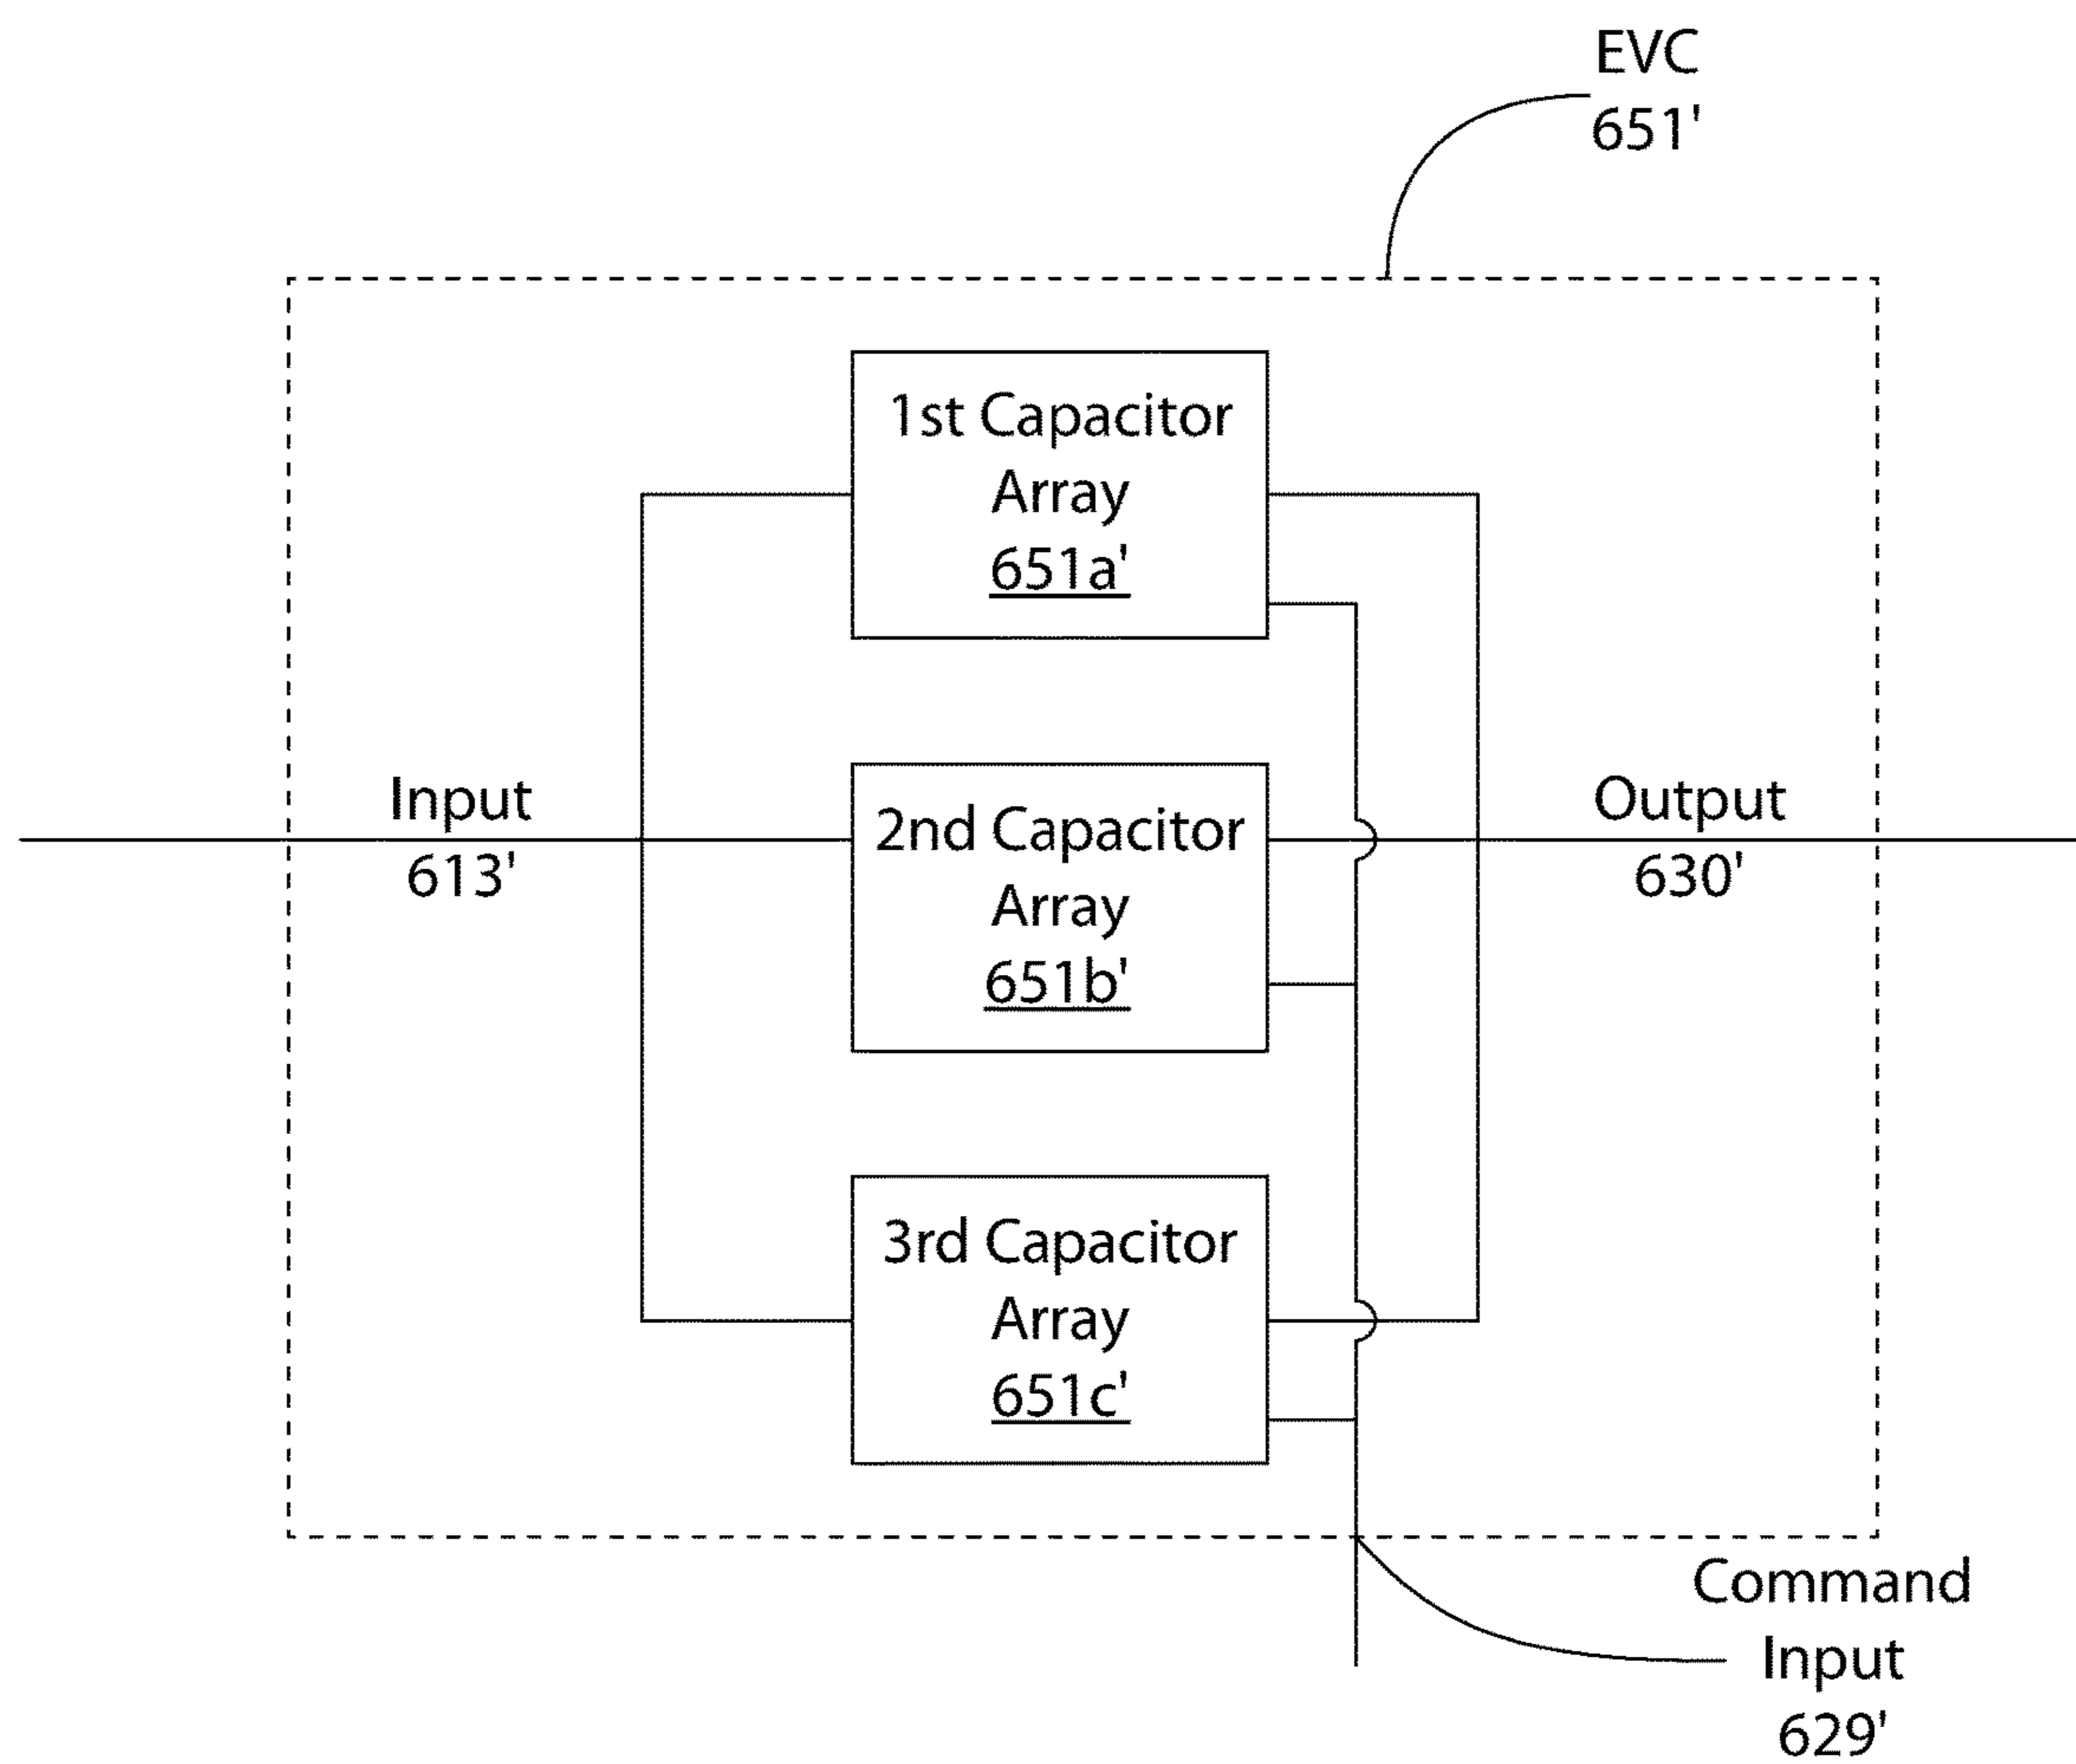 EVC
651'
1st Capacitor
Array
651a'
Input
613'
2nd Capacitor
Array
651b'
Output
630'
3rd Capacitor
Array
651c'
Command
Input
629'